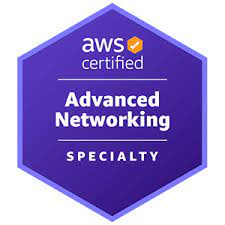 aws
certified
Advanced
Networking
SPECIALTY